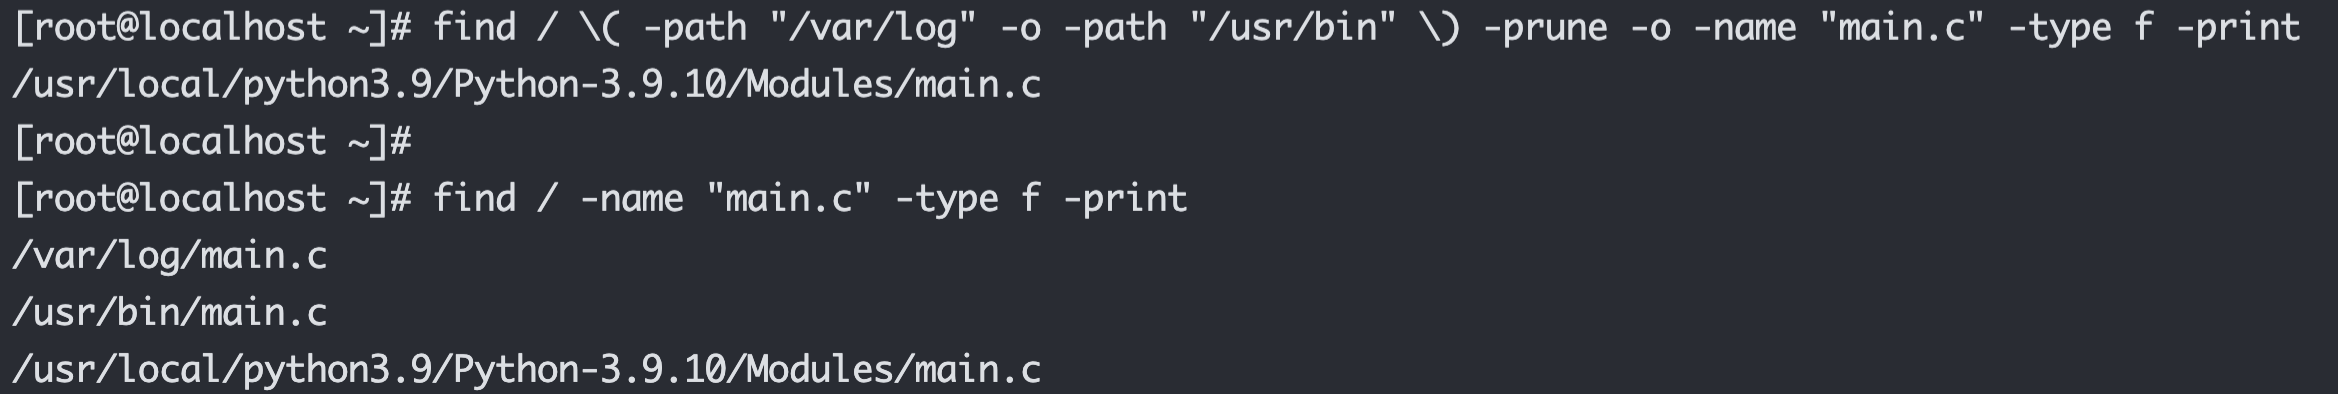 [root@localhost ~]# find / \( -path "/var/log" -o -path "/usr/bin" \) -prune -o -name "main.c" -type f -print
/usr/local/python3.9/Python-3.9.10/Modules/main.c
[root@localhost ~]#
[root@localhost ~]# find / -name "main.c" -type f -print
/var/log/main.c
/usr/bin/main.c
/usr/local/python3.9/Python-3.9.10/Modules/main.c